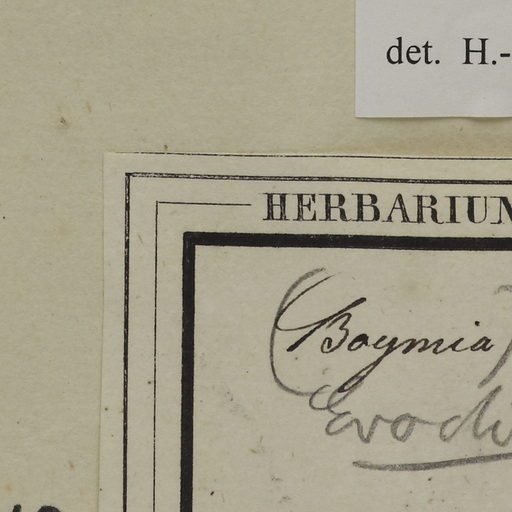 det. H.-
HERBARIUM
(Boymia)